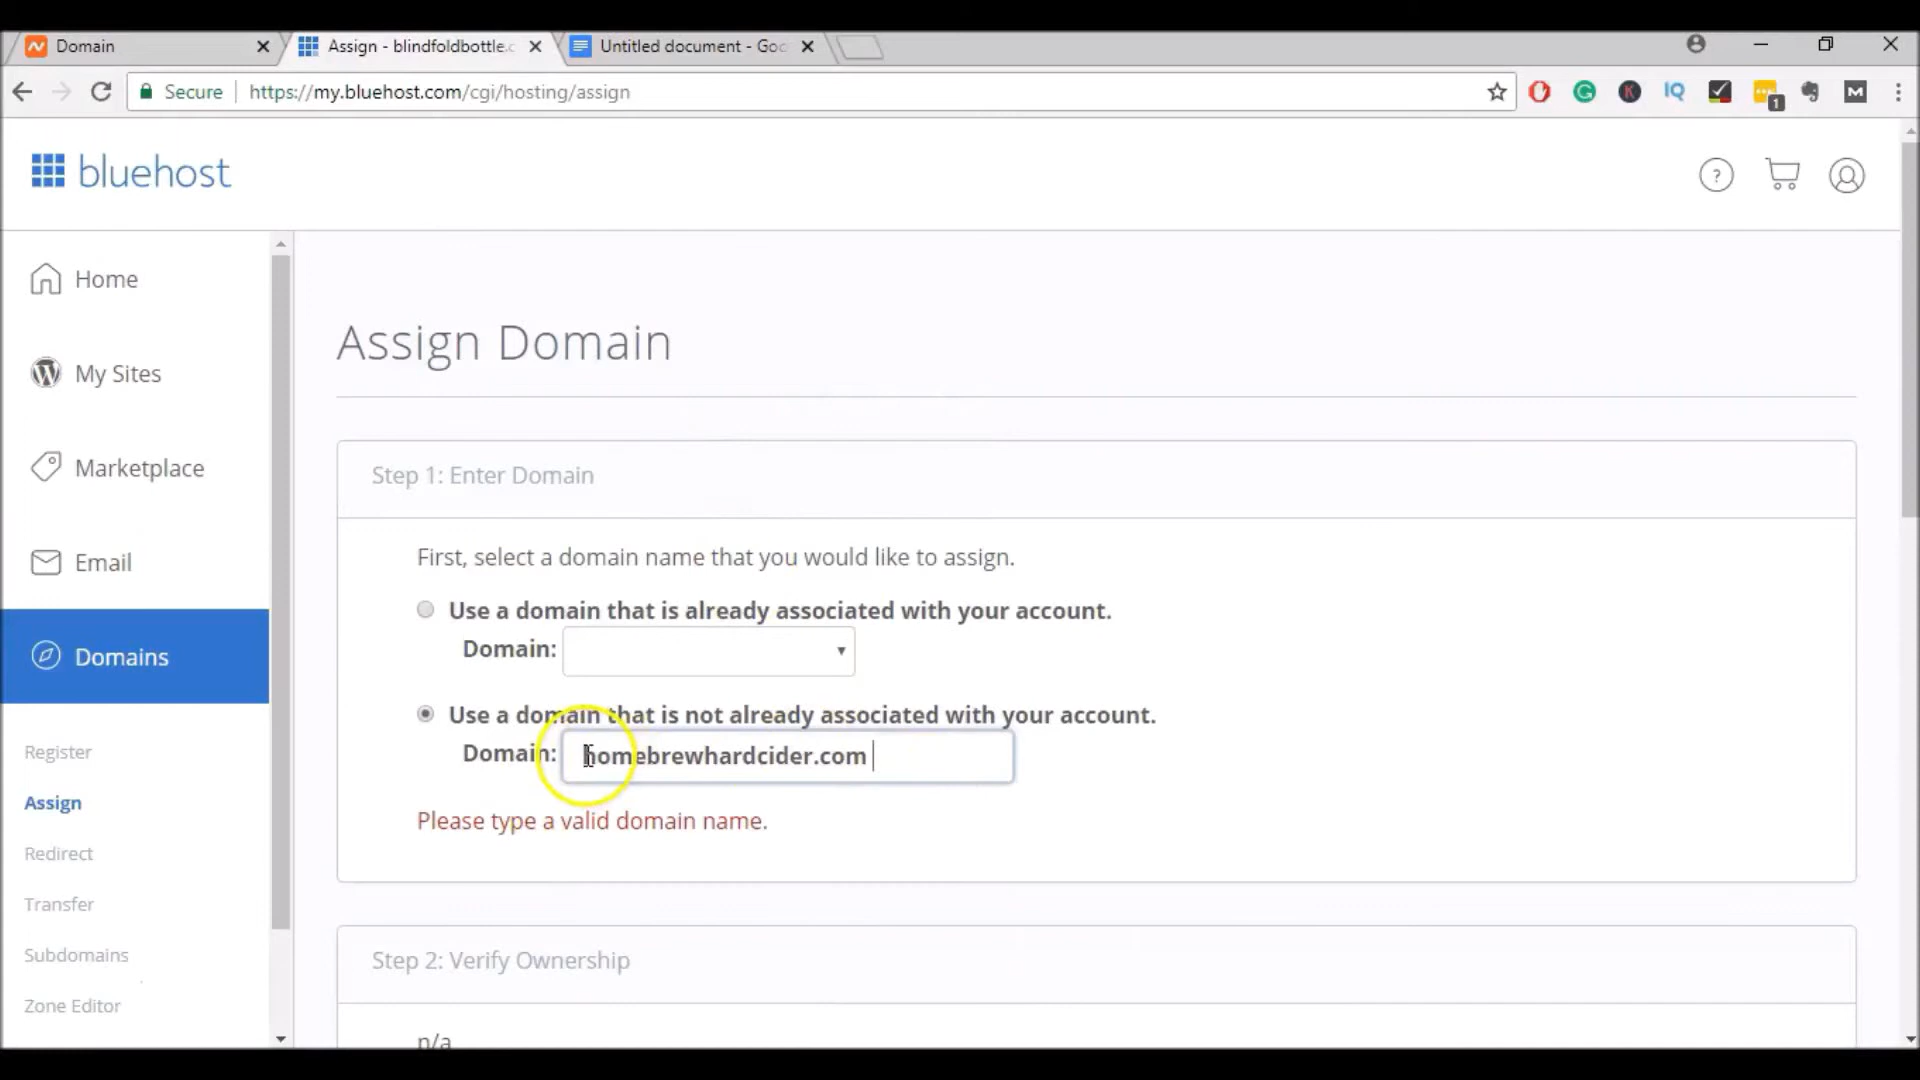 Domain
Assign - blindfoldbottle.c
Untitled document - Goo
Secure
https://my.bluehost.com/cgi/hosting/assign
1
bluehost
?
Home
My Sites
Marketplace
Email
Domains
Register
Assign
Redirect
Transfer
Subdomains
Zone Editor
Assign Domain
Step 1: Enter Domain
First, select a domain name that you would like to assign.
Use a domain that is already associated with your account.
Domain:
Use a domain that is not already associated with your account.
Domain: homebrewhardcider.com
Please type a valid domain name.
Step 2: Verify Ownership
n/a